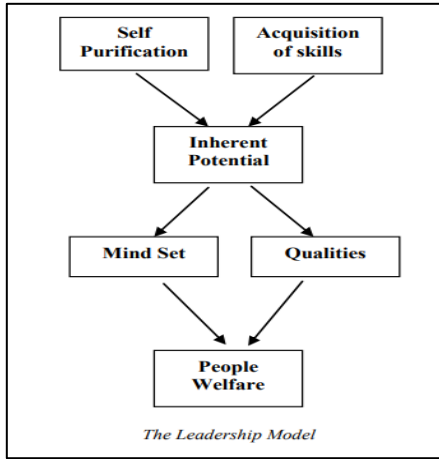 Self
Purification
Acquisition
of skills
Inherent
Potential
Mind Set
Qualities
People
Welfare
The Leadership Model